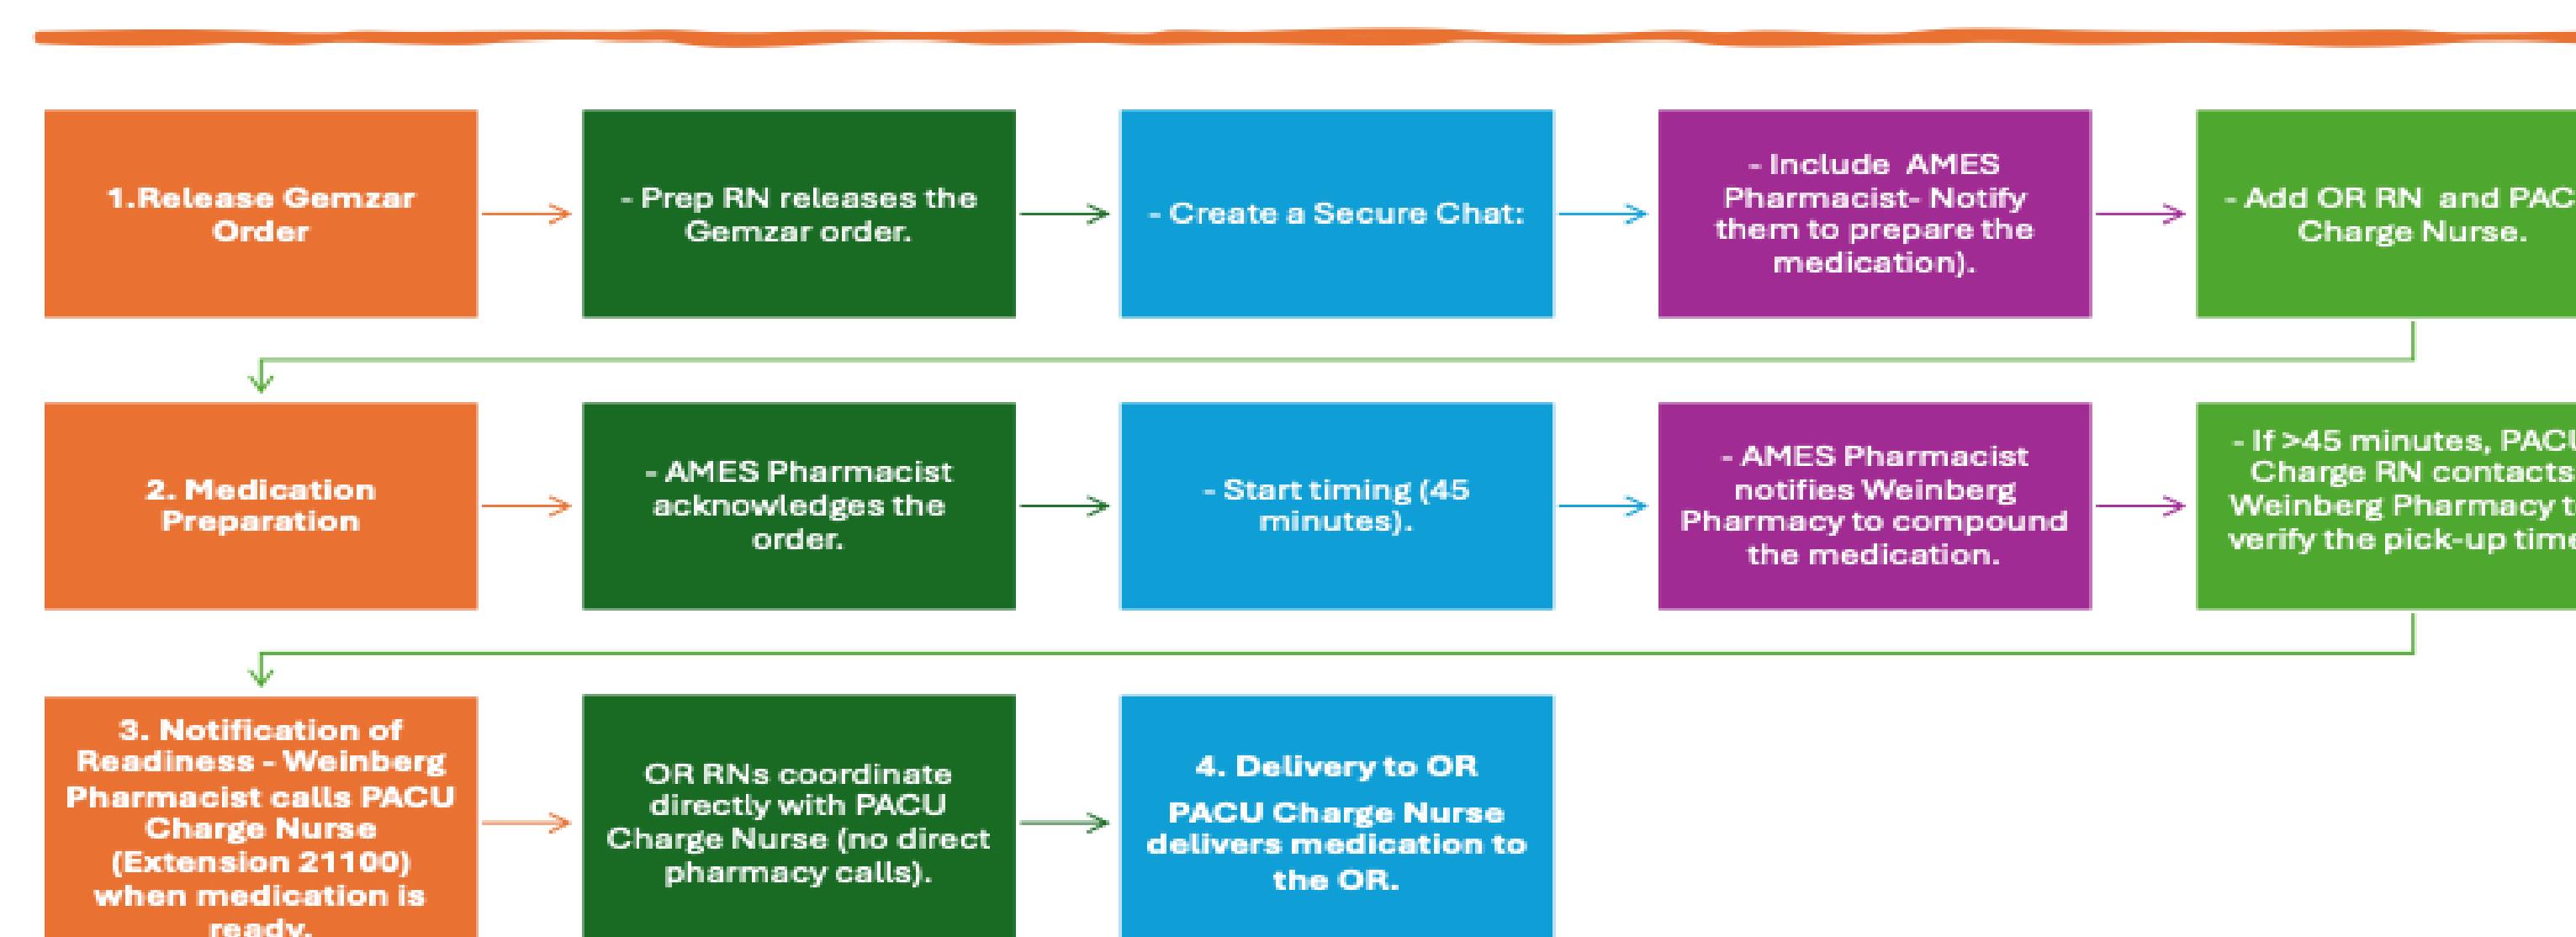 1.Release Gemzar
Order
- Prep RN releases the
Gemzar order.
- Create a Secure Chat:
- Include  AMES
Pharmacist- Notify
them to prepare the
medication).
- Add OR RN  and PAC
Charge Nurse.
2. Medication
Preparation
- AMES Pharmacist
acknowledges the
order.
- Start timing (45
minutes).
- AMES Pharmacist
notifies Weinberg
Pharmacy to compound
the medication.
- If >45 minutes, PACU
Charge RN contacts
Weinberg Pharmacy to
verify the pick-up time
3. Notification of
Readiness - Weinberg
Pharmacist calls PACU
Charge Nurse
(Extension 21100)
when medication is
ready.
OR RNs coordinate
directly with PACU
Charge Nurse (no direct
pharmacy calls).
4. Delivery to OR
PACU Charge Nurse
delivers medication to
the OR.